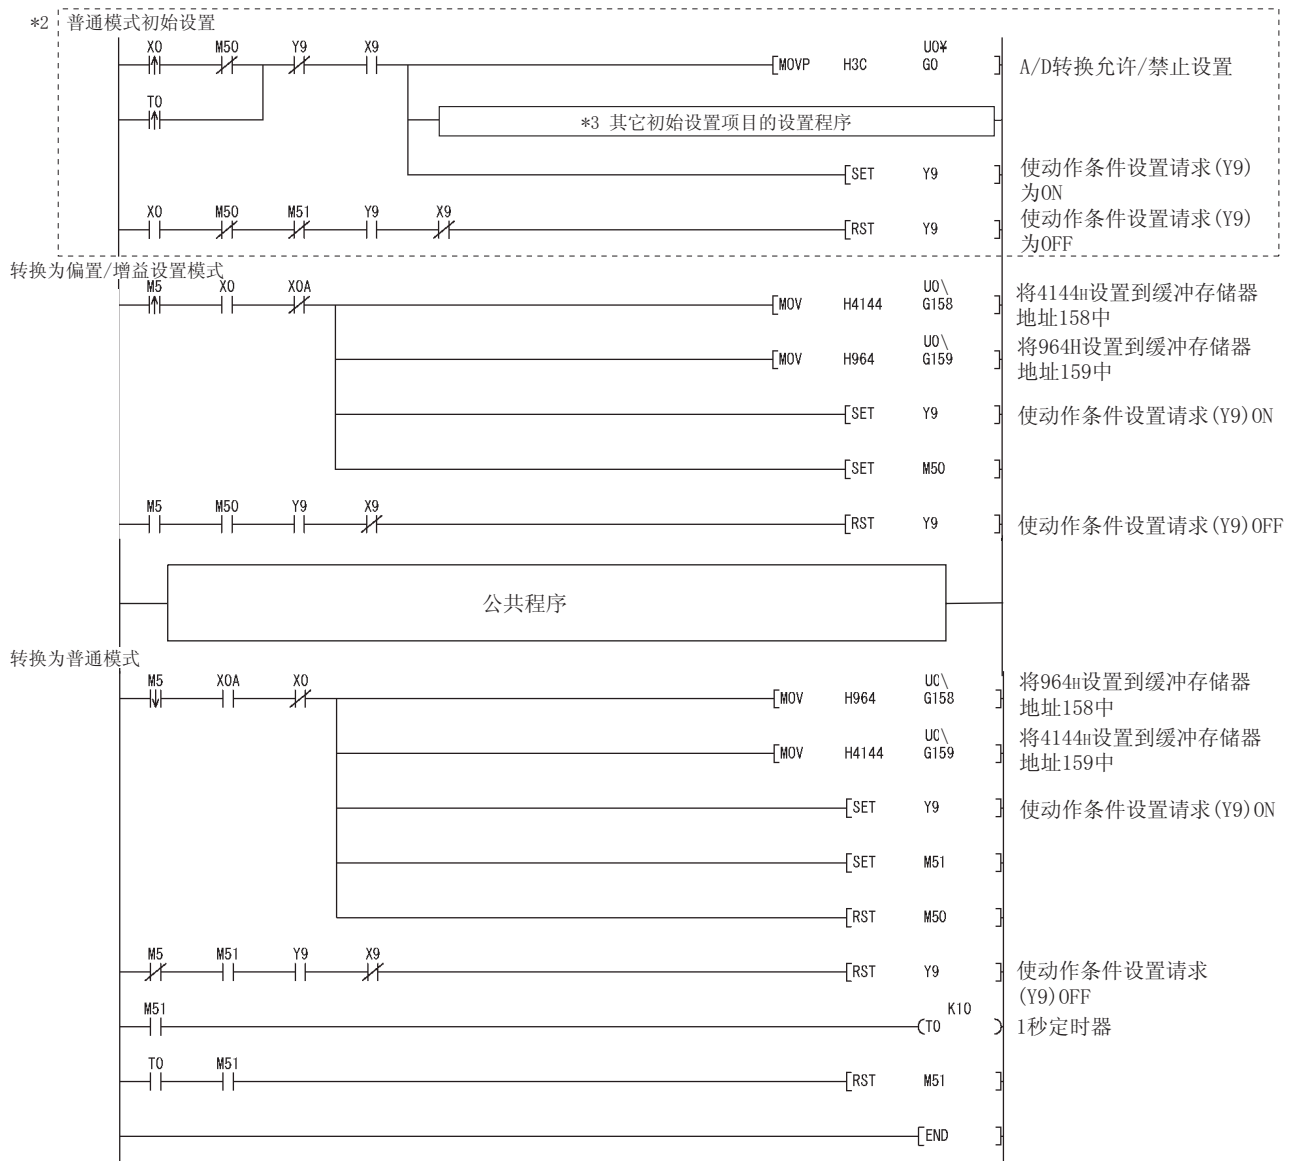 *2 普通模式初始设置
X0 M50 Y9 X9 U0¥
MOVP H3C G0 A/D转换允许/禁止设置
T0
*3 其它初始设置项目的设置程序
SET Y9 使动作条件设置请求(Y9)
为ON
X0 M50 M51 Y9 X9
RST Y9 使动作条件设置请求(Y9)
为OFF
转换为偏置/增益设置模式
M5 X0 X0A U0\
MOV H4144 G158 将4144H设置到缓冲存储器
地址158中
U0\
MOV H964 G159 将964H设置到缓冲存储器
地址159中
SET Y9 使动作条件设置请求(Y9)ON
SET M50
M5 M50 Y9 X9
RST Y9 使动作条件设置请求(Y9)OFF
公共程序
转换为普通模式
M5 X0A X0 U0\
MOV H964 G158 将964H设置到缓冲存储器
地址158中
U0\
MOV H4144 G159 将4144H设置到缓冲存储器
地址159中
SET Y9 使动作条件设置请求(Y9)ON
SET M51
RST M50
M5 M51 Y9 X9
RST Y9 使动作条件设置请求
(Y9)OFF
M51 K10
T0 1秒定时器
T0 M51
RST M51
END